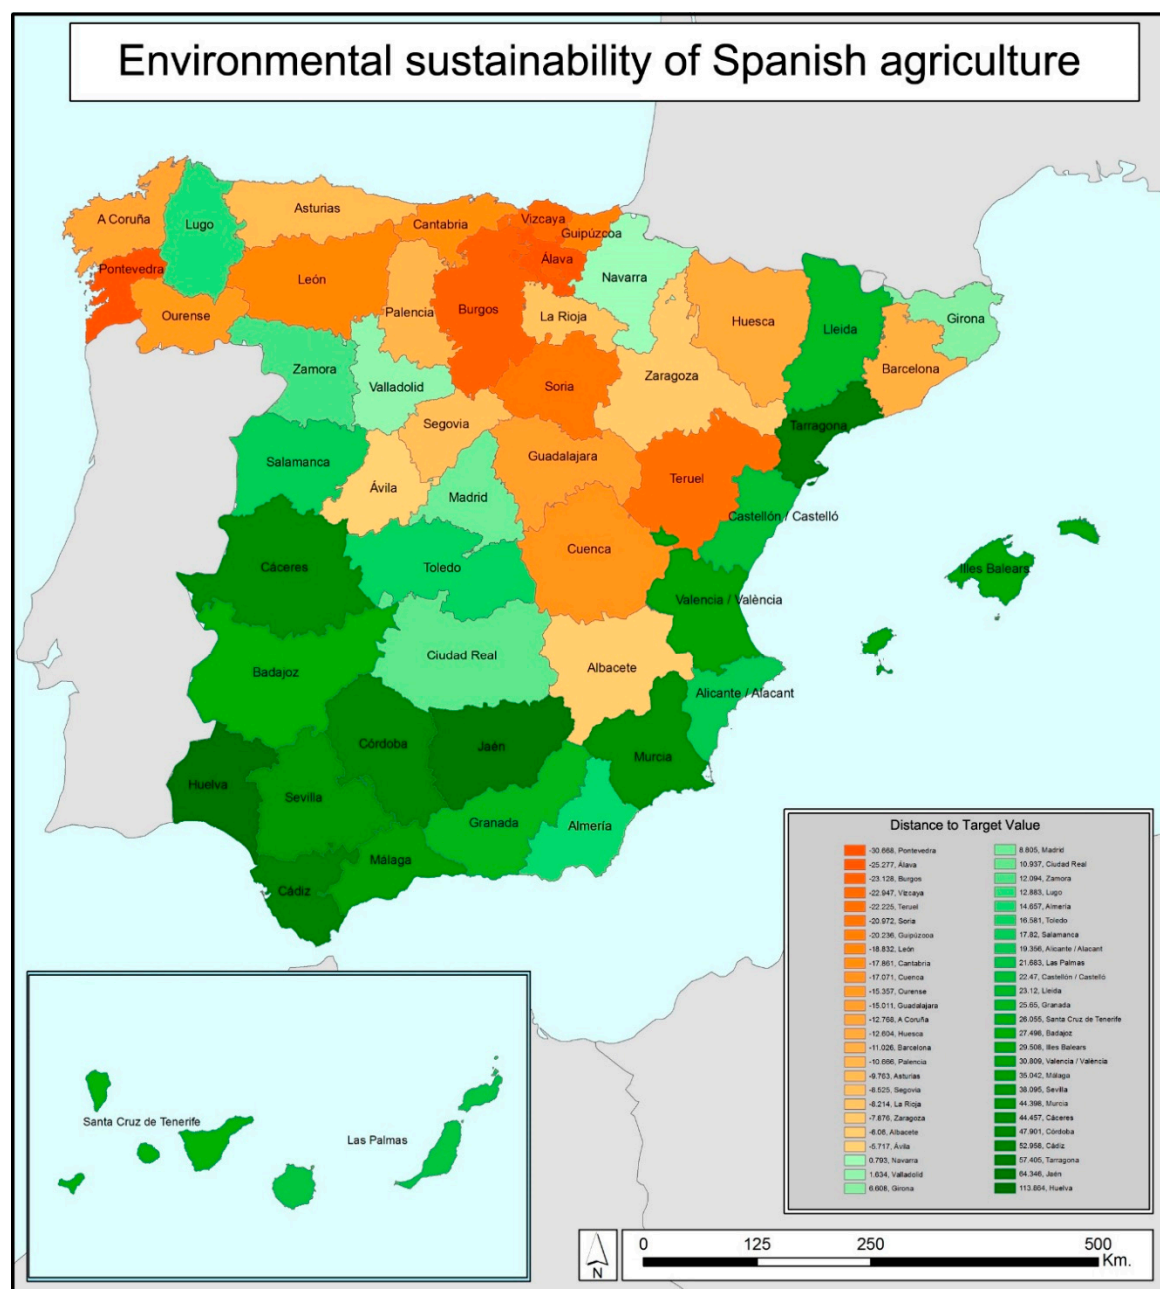 Environmental sustainability of Spanish agriculture
A Coruña
Lugo
Asturias
Cantabria
Vizcaya
Guipúzcoa
Pontevedra
Álava
Navarra
León
Ourense
Palencia
Burgos
La Rioja
Huesca
Lleida
Girona
Barcelona
Zamora
Valladolid
Soria
Zaragoza
Segovia
Tarragona
Salamanca
Guadalajara
Teruel
Ávila
Madrid
Castellón / Castelló
Cuenca
Cáceres
Toledo
Illes Balears
Valencia / València
Ciudad Real
Albacete
Badajoz
Alicante / Alacant
Córdoba
Jaén
Murcia
Huelva
Sevilla
Granada
Almería
Málaga
Cádiz
Santa Cruz de Tenerife
Las Palmas
Distance to Target Value
-30.668, Pontevedra
-25.277, Álava
-23.128, Burgos
-22.947, Vizcaya
-22.225, Teruel
-20.972, Soria
-20.236, Guipúzcoa
-18.832, León
-17.861, Cantabria
-17.071, Cuenca
-15.357, Ourense
-15.011, Guadalajara
-12.768, A Coruña
-12.604, Huesca
-11.026, Barcelona
-10.666, Palencia
-9.763, Asturias
-8.525, Segovia
-8.214, La Rioja
-7.876, Zaragoza
-6.06, Albacete
-5.717, Ávila
0.793, Navarra
1.634, Valladolid
6.608, Girona
8.805, Madrid
10.937, Ciudad Real
12.094, Zamora
12.883, Lugo
14.657, Almería
16.581, Toledo
17.82, Salamanca
19.356, Alicante / Alacant
21.683, Las Palmas
22.47, Castellón / Castelló
23.12, Lleida
25.65, Granada
26.055, Santa Cruz de Tenerife
27.498, Badajoz
29.508, Illes Balears
30.809, Valencia / València
35.042, Málaga
38.095, Sevilla
44.398, Murcia
44.457, Cáceres
47.901, Córdoba
52.958, Cádiz
57.405, Tarragona
64.346, Jaén
113.864, Huelva
N
0 125 250 500
Km.